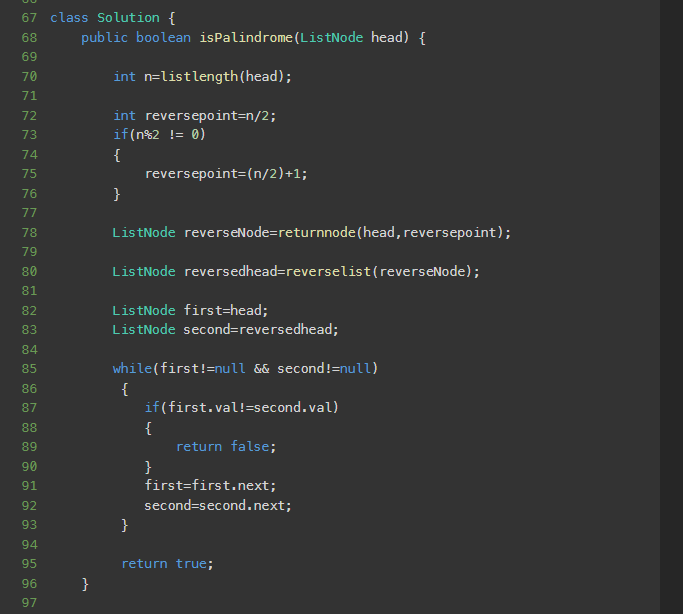 66
67 class Solution {
68     public boolean isPalindrome(ListNode head) {
69
70         int n=listlength(head);
71
72         int reversepoint=n/2;
73         if(n%2 != 0)
74         {
75             reversepoint=(n/2)+1;
76         }
77
78         ListNode reverseNode=returnnode(head,reversepoint);
79
80         ListNode reversedhead=reverselist(reverseNode);
81
82         ListNode first=head;
83         ListNode second=reversedhead;
84
85         while(first!=null && second!=null)
86          {
87             if(first.val!=second.val)
88             {
89                 return false;
90             }
91             first=first.next;
92             second=second.next;
93          }
94
95          return true;
96     }
97